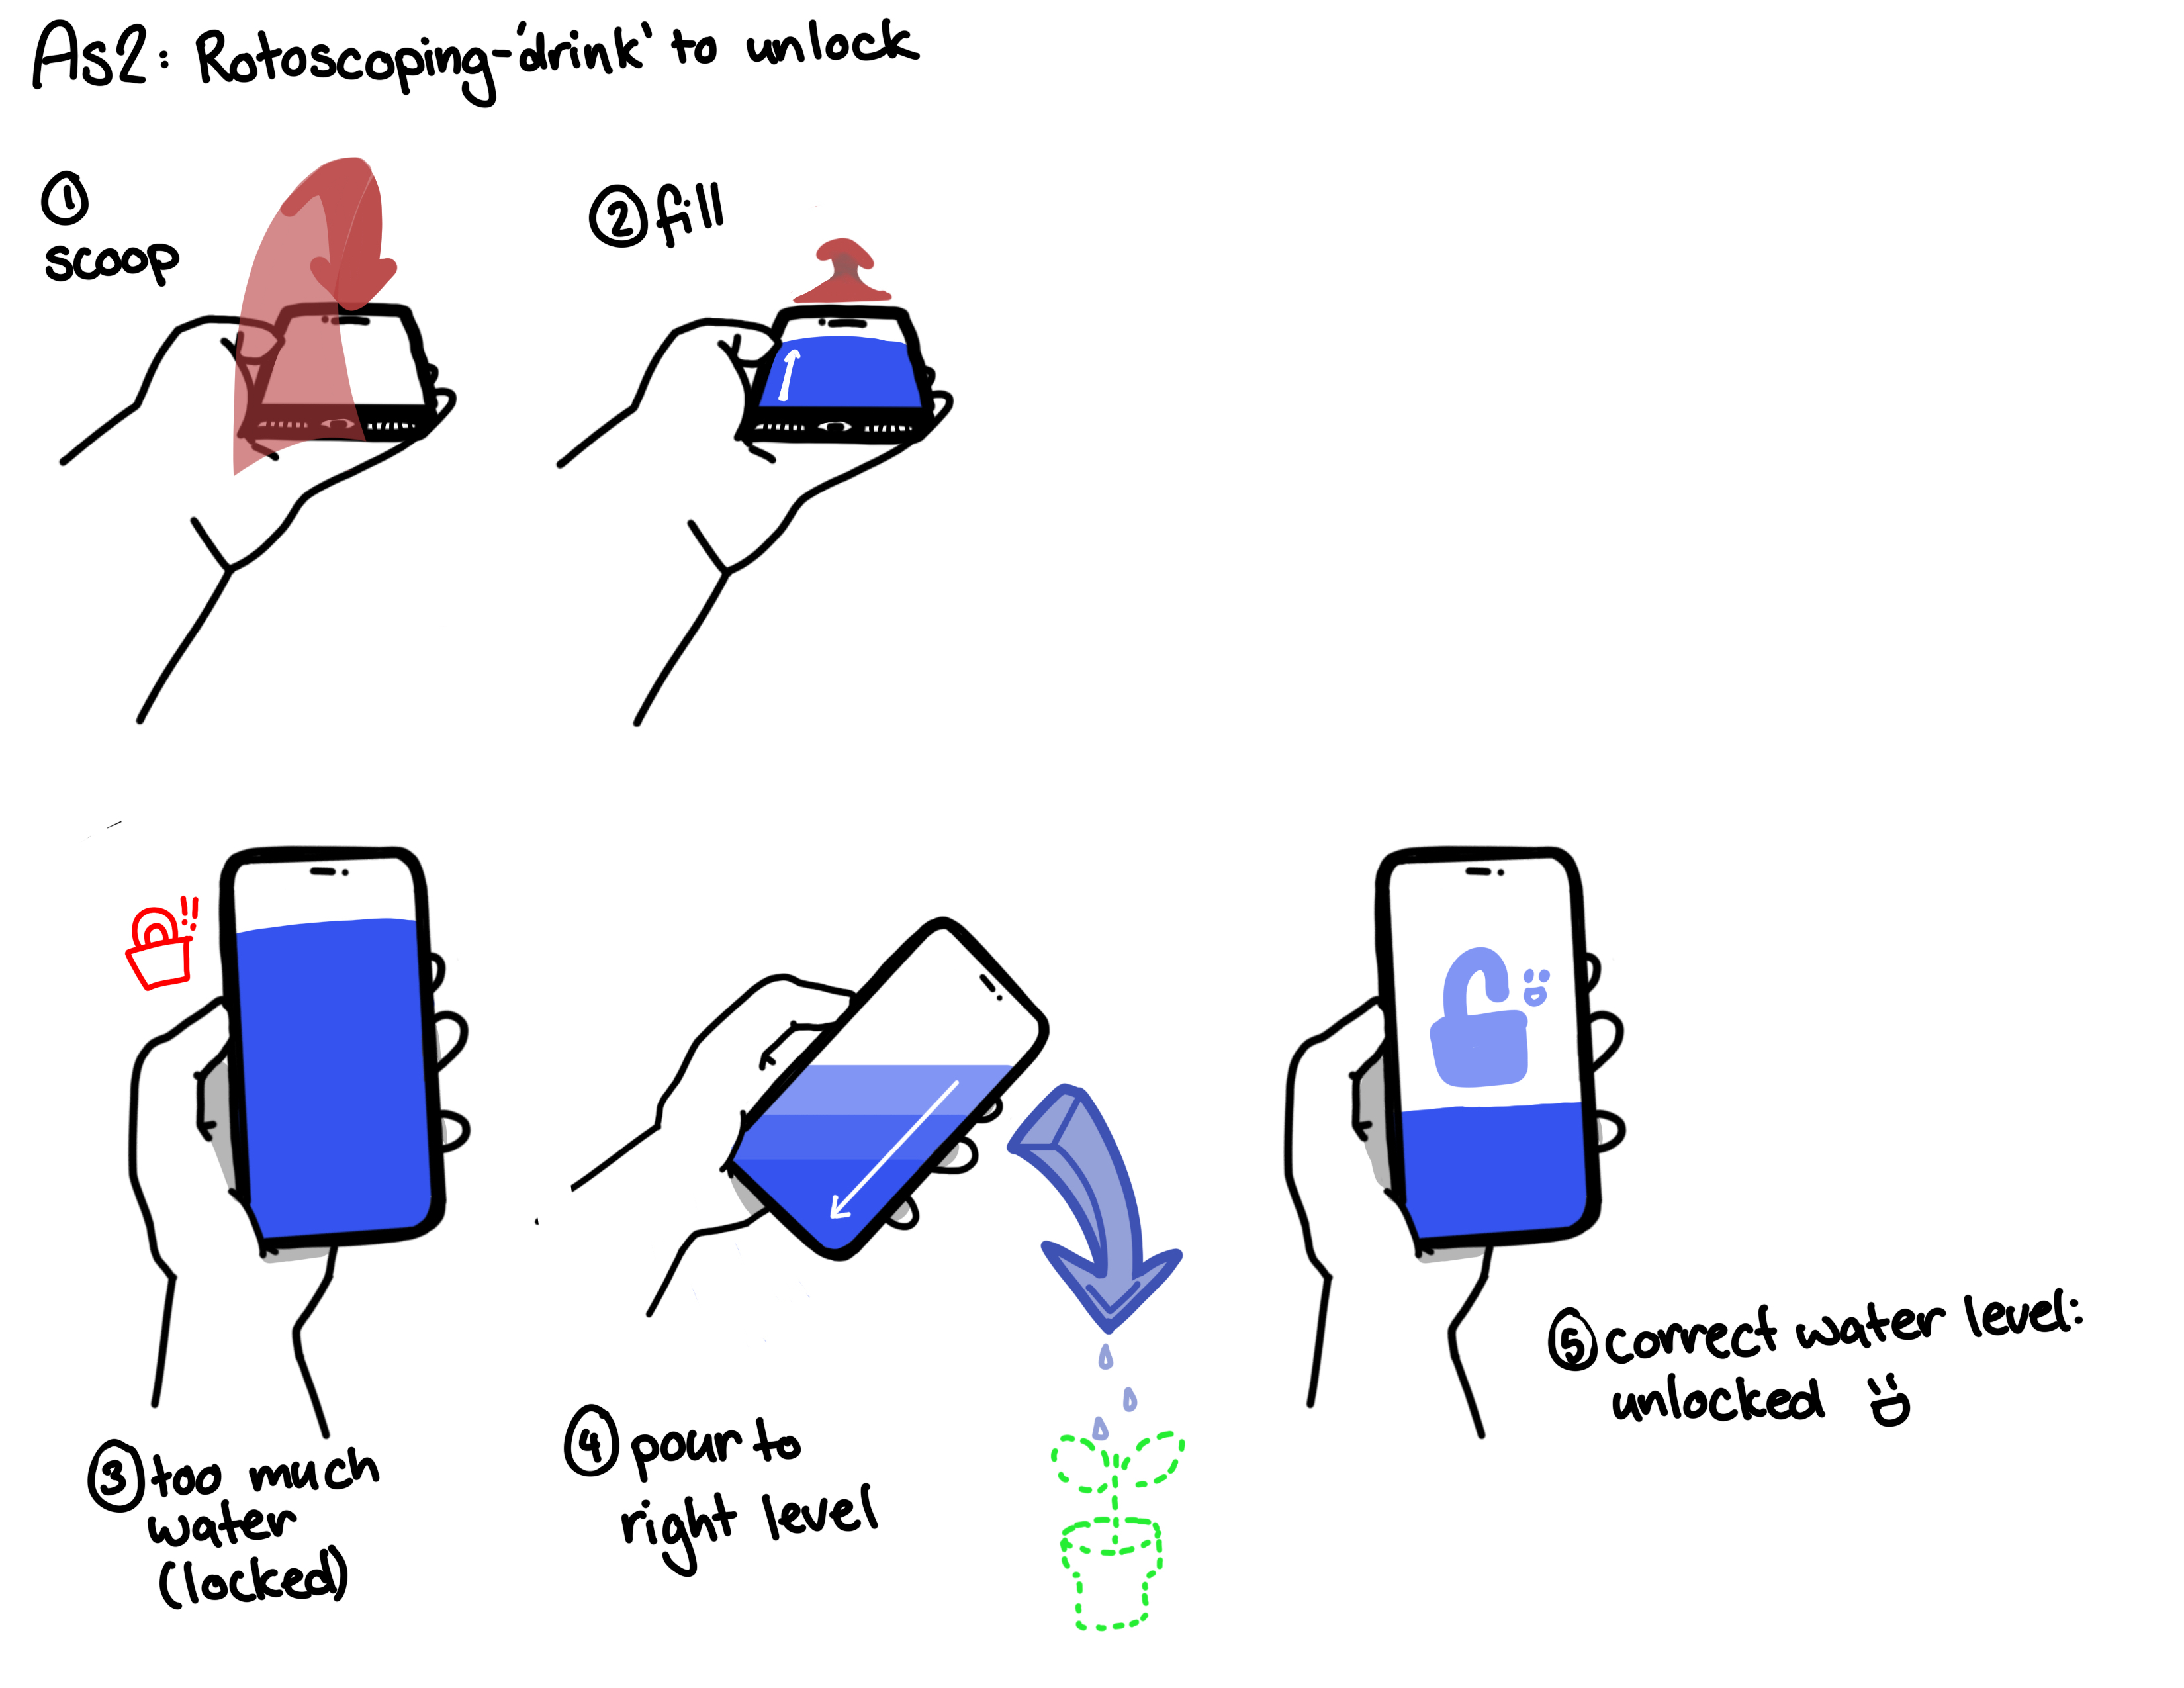 As2: Rotoscoping-'drink' to unlock
①
scoop
② fill
③ too much
water
(locked)
④ pour to
right level
⑤ correct water level:
unlocked